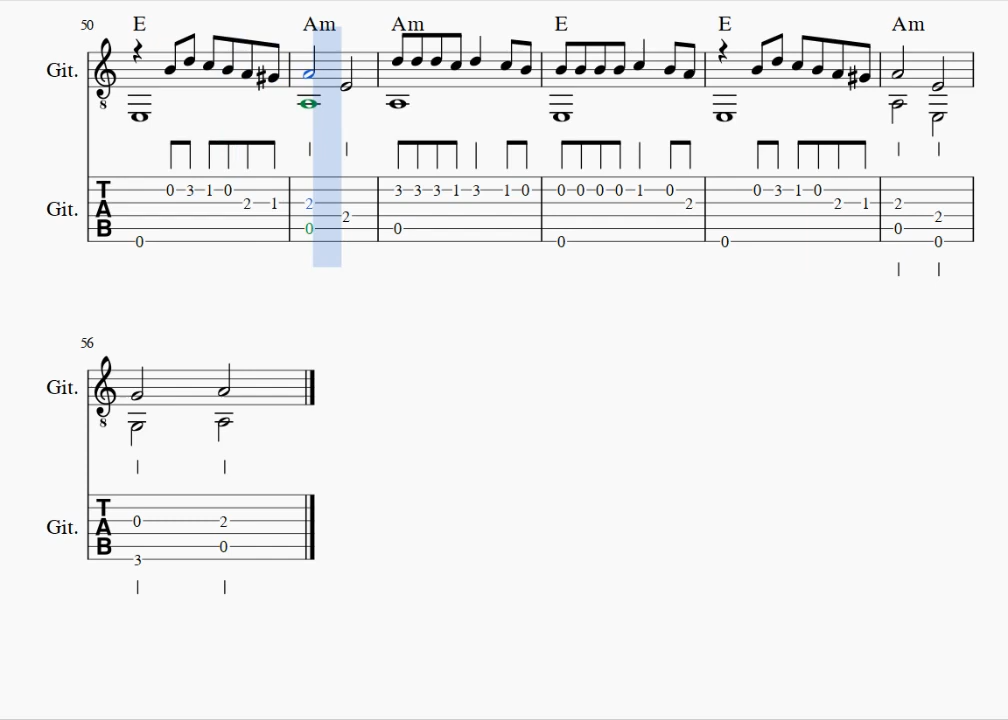 50 E Am Am E E Am
Git.
8
T 0 3 1 0 3 3 3 1 3 1 0 0 0 0 0 1 0 0 3 1 0
Git. A 2 1 2 2 2 2 1 2 2
B 0 0 0
0 0 0 0
56
Git.
8
T
Git. A 0 2
B 0
3